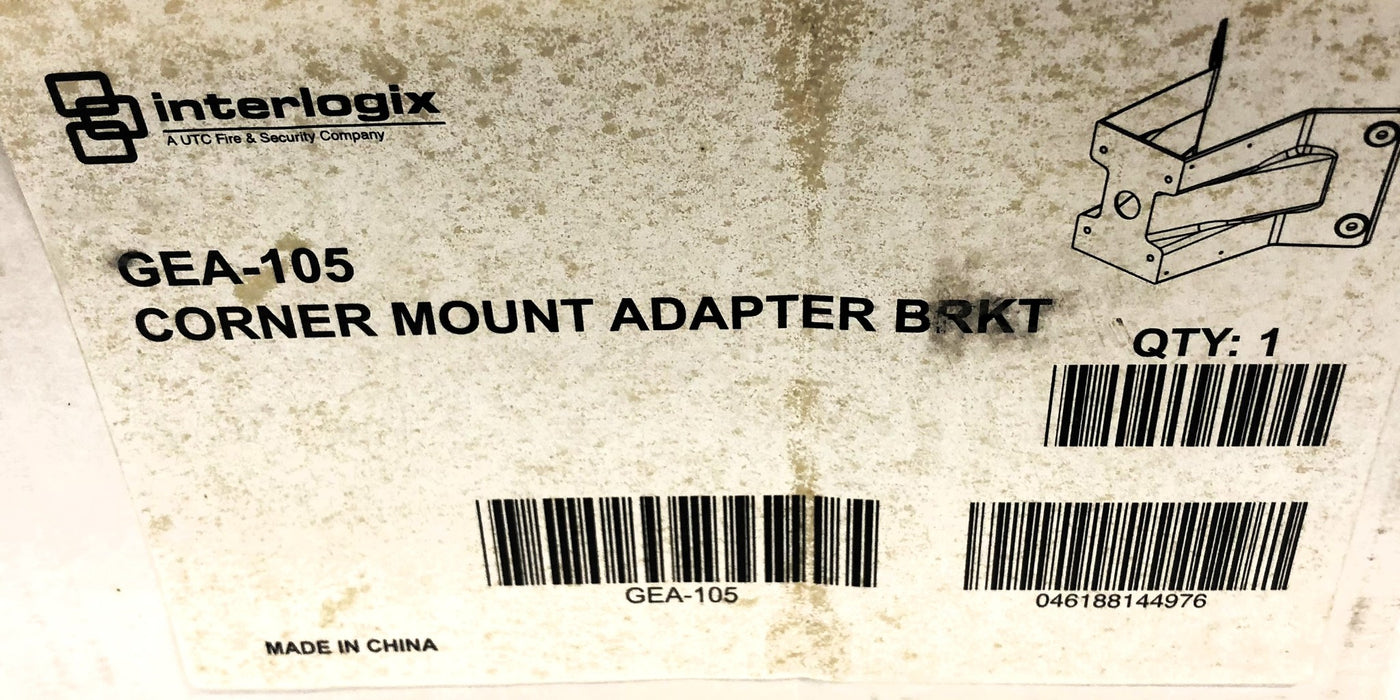 interlogix
A UTC Fire & Security Company
GEA-105
CORNER MOUNT ADAPTER BRKT
QTY: 1
GEA-105
046188144976
MADE IN CHINA